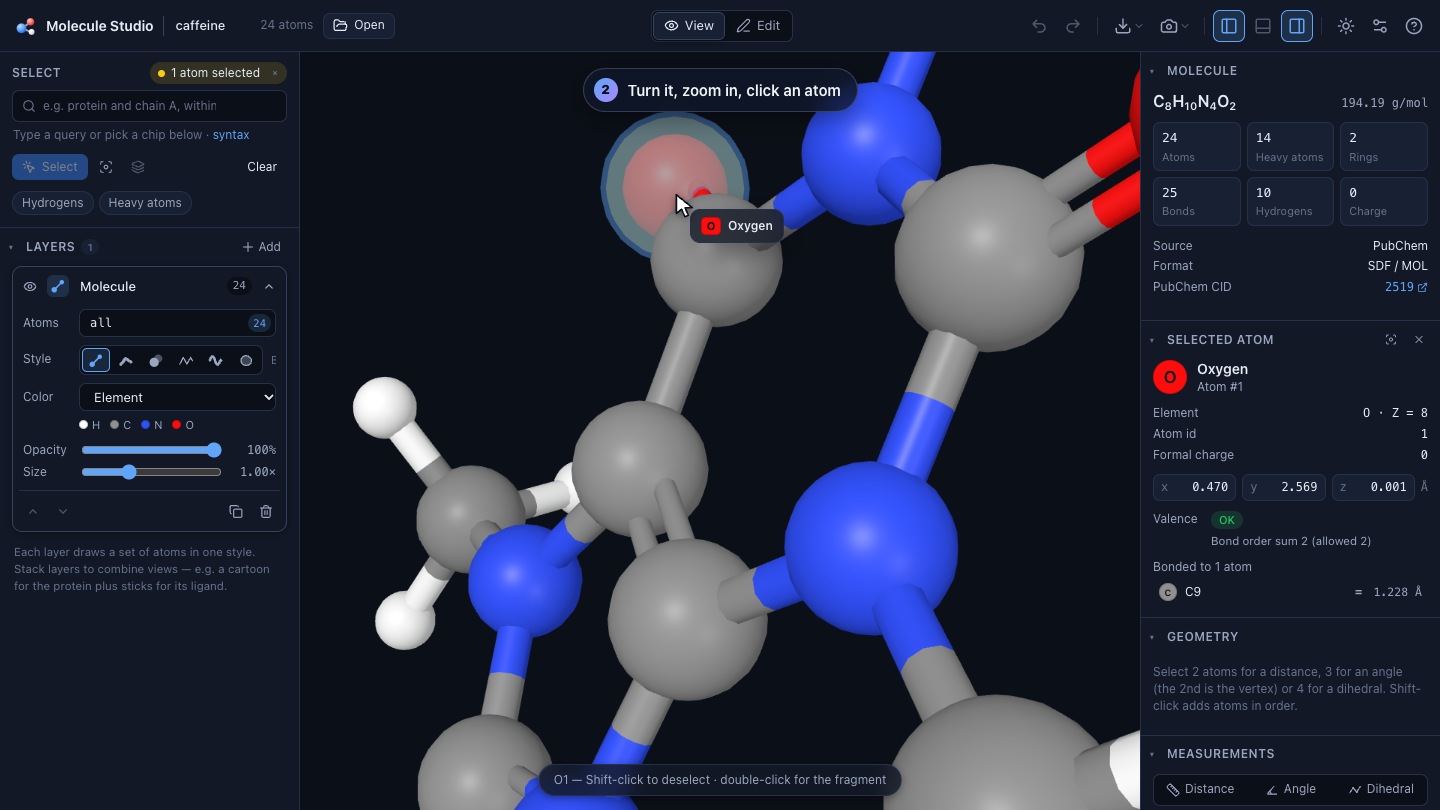 Molecule Studio
caffeine
24 atoms
Open
View
Edit
SELECT
1 atom selected ×
e.g. protein and chain A, within
Type a query or pick a chip below · syntax
Select
Clear
Hydrogens
Heavy atoms
LAYERS 1
Add
Molecule 24
Atoms all 24
Style
Color Element
H C N O
Opacity 100%
Size 1.00×
Each layer draws a set of atoms in one style.
Stack layers to combine views — e.g. a cartoon
for the protein plus sticks for its ligand.
2 Turn it, zoom in, click an atom
O Oxygen
O1 — Shift-click to deselect · double-click for the fragment
MOLECULE
C₈H₁₀N₄O₂ 194.19 g/mol
24 14 2
Atoms Heavy atoms Rings
25 10 0
Bonds Hydrogens Charge
Source PubChem
Format SDF / MOL
PubChem CID 2519
SELECTED ATOM
O Oxygen
Atom #1
Element O · Z = 8
Atom id 1
Formal charge 0
x 0.470 y 2.569 z 0.001 Å
Valence OK
Bond order sum 2 (allowed 2)
Bonded to 1 atom
C C9 = 1.228 Å
GEOMETRY
Select 2 atoms for a distance, 3 for an angle
(the 2nd is the vertex) or 4 for a dihedral. Shift-
click adds atoms in order.
MEASUREMENTS
Distance Angle Dihedral